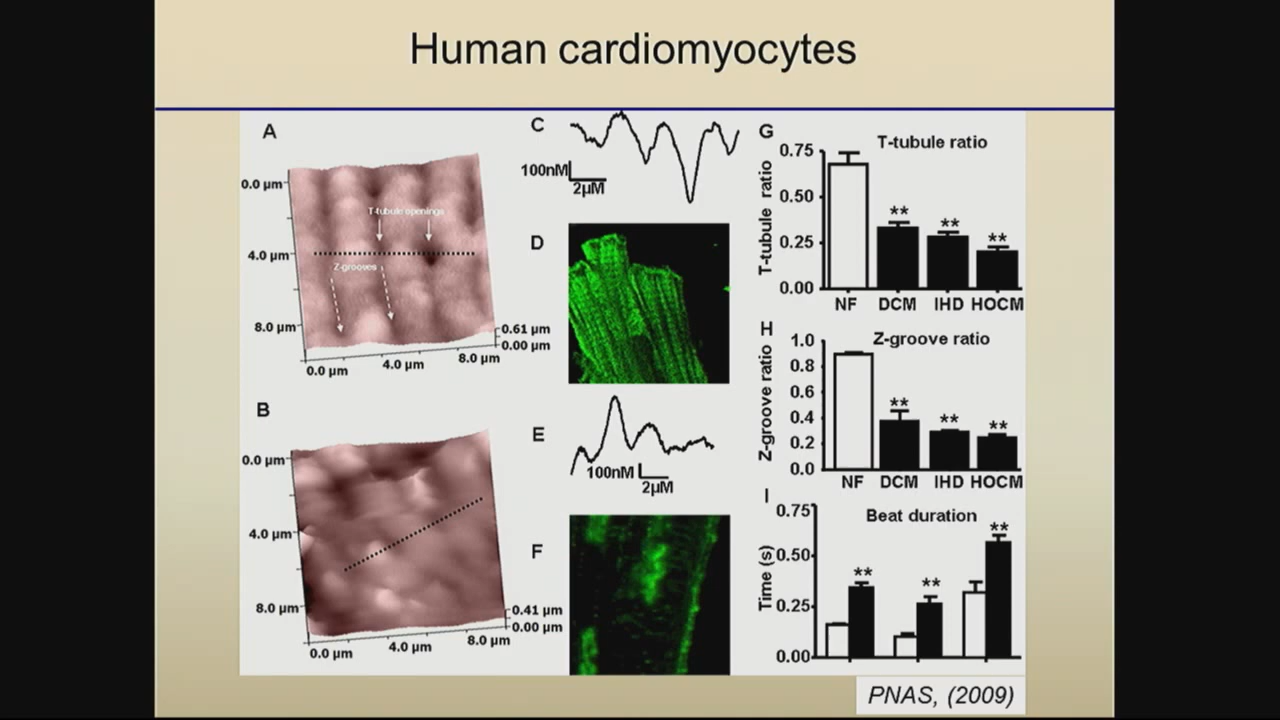 Human cardiomyocytes
A
0.0 µm
T-tubule openings
4.0 µm
Z-grooves
8.0 µm
0.61 µm
0.00 µm
0.0 µm
4.0 µm
8.0 µm
B
0.0 µm
4.0 µm
8.0 µm
0.41 µm
0.00 µm
0.0 µm
4.0 µm
8.0 µm
C
100nM
2µM
D
E
100nM
2µM
F
G
T-tubule ratio
T-tubule ratio
0.75
0.50
0.25
0.00
**
**
**
NF DCM IHD HOCM
H
Z-groove ratio
Z-groove ratio
1.0
0.8
0.6
0.4
0.2
0.0
**
**
**
NF DCM IHD HOCM
I
Beat duration
Time (s)
0.75
0.50
0.25
0.00
**
**
**
PNAS, (2009)